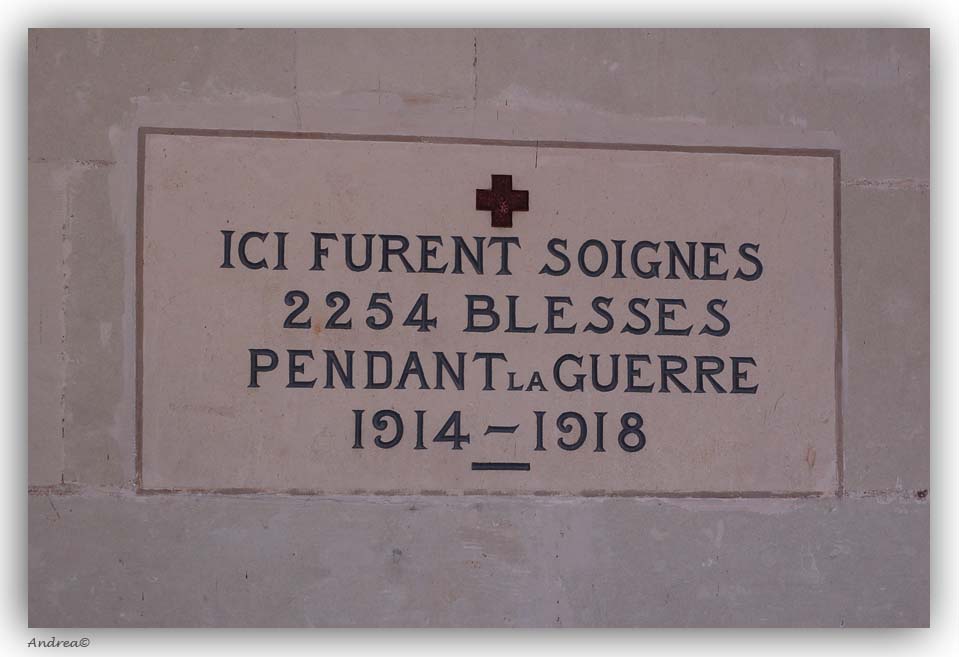 ICI FURENT SOIGNES
2254 BLESSES
PENDANT LA GUERRE
1914 – 1918
Andrea©